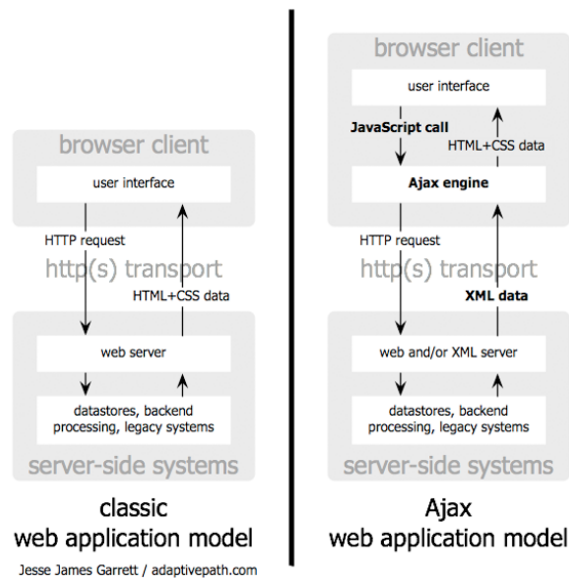 browser client
user interface
HTTP request
http(s) transport
HTML+CSS data
web server
datastores, backend
processing, legacy systems
server-side systems
classic
web application model
Jesse James Garrett / adaptivepath.com
browser client
user interface
JavaScript call
HTML+CSS data
Ajax engine
HTTP request
http(s) transport
XML data
web and/or XML server
datastores, backend
processing, legacy systems
server-side systems
Ajax
web application model